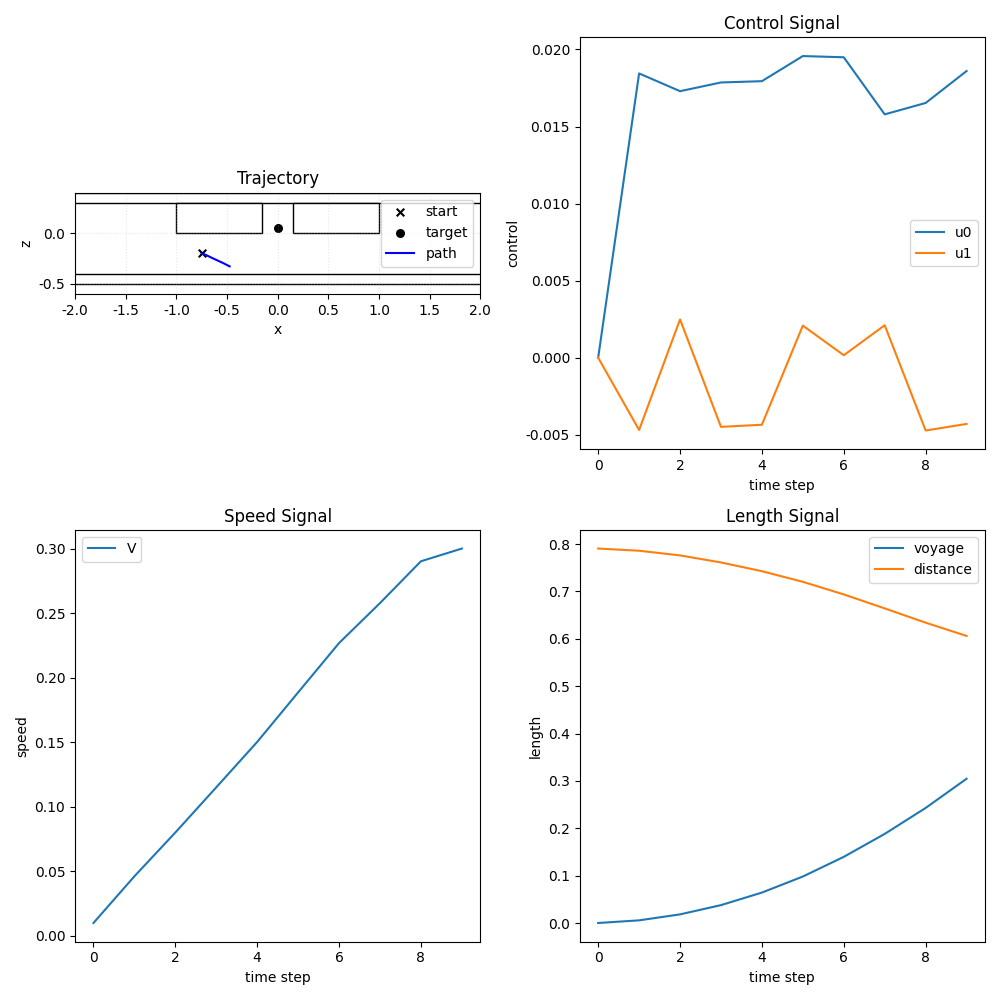 Trajectory
z
0.0
-0.5
start
target
path
-2.0 -1.5 -1.0 -0.5 0.0 0.5 1.0 1.5 2.0
x
Control Signal
control
0.020
0.015
0.010
0.005
0.000
-0.005
u0
u1
0 2 4 6 8
time step
Speed Signal
speed
0.30
0.25
0.20
0.15
0.10
0.05
0.00
V
0 2 4 6 8
time step
Length Signal
length
0.8
0.7
0.6
0.5
0.4
0.3
0.2
0.1
0.0
voyage
distance
0 2 4 6 8
time step